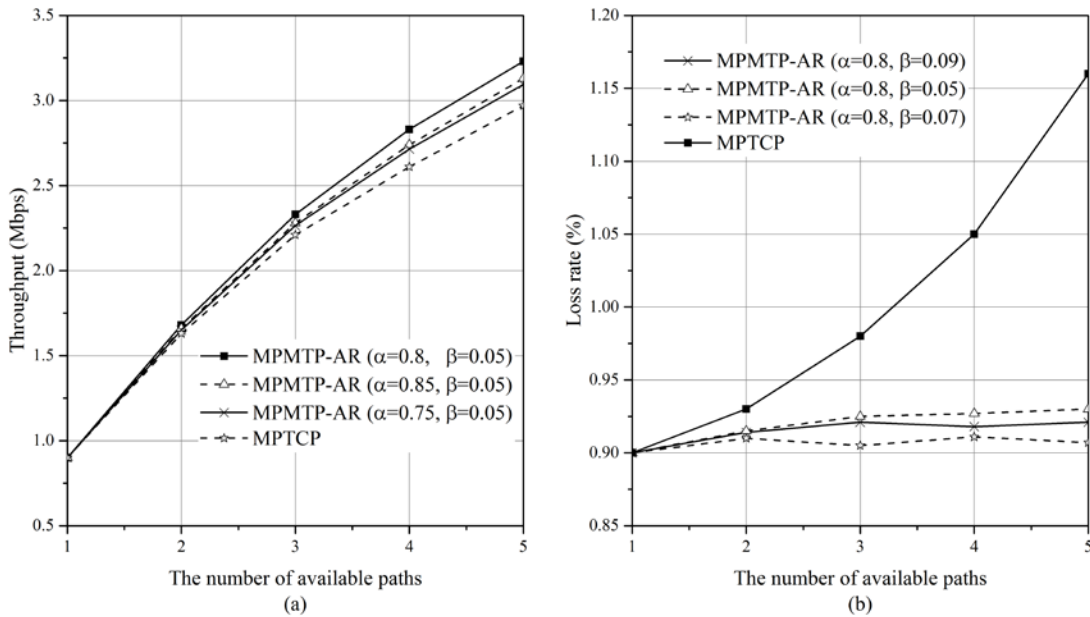 3.5
3.0
2.5
2.0
1.5
1.0
0.5
Throughput (Mbps)
MPMTP-AR (α=0.8, β=0.05)
MPMTP-AR (α=0.85, β=0.05)
MPMTP-AR (α=0.75, β=0.05)
MPTCP
1 2 3 4 5
The number of available paths
(a)
1.20
1.15
1.10
1.05
1.00
0.95
0.90
0.85
Loss rate (%)
MPMTP-AR (α=0.8, β=0.09)
MPMTP-AR (α=0.8, β=0.05)
MPMTP-AR (α=0.8, β=0.07)
MPTCP
1 2 3 4 5
The number of available paths
(b)